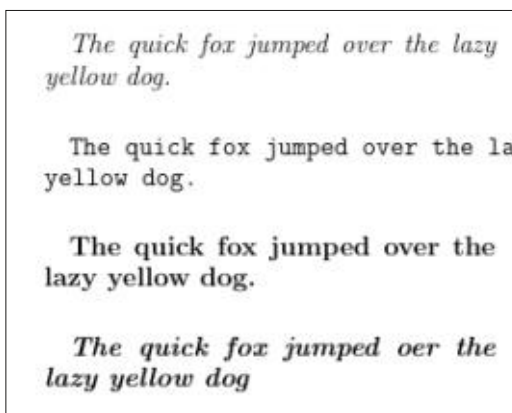 The quick fox jumped over the lazy
yellow dog.
The quick fox jumped over the la
yellow dog.
The quick fox jumped over the
lazy yellow dog.
The quick fox jumped oer the
lazy yellow dog